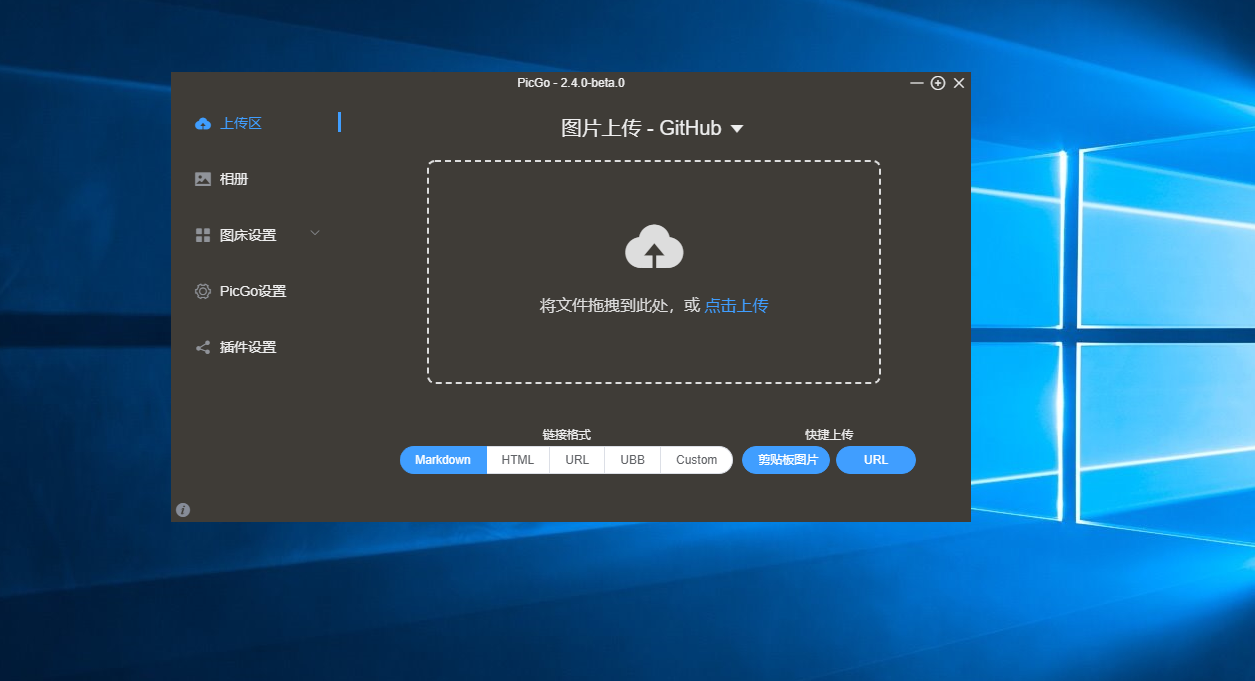 PicGo - 2.4.0-beta.0
上传区
相册
图床设置
PicGo设置
插件设置
图片上传 - GitHub
将文件拖拽到此处，或 点击上传
链接格式
Markdown HTML URL UBB Custom
快捷上传
剪贴板图片 URL